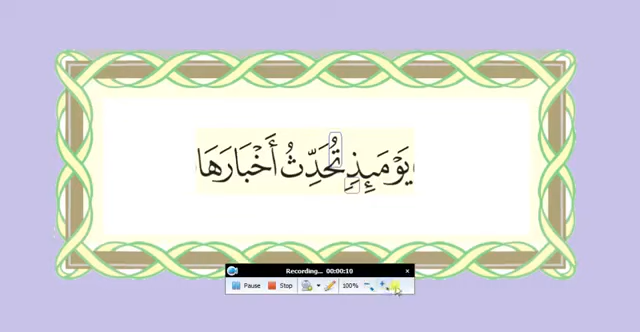 يَوْمَئِذٍ تُحَدِّثُ أَخْبَارَهَا
Recording... 00:00:10
Pause Stop 100%